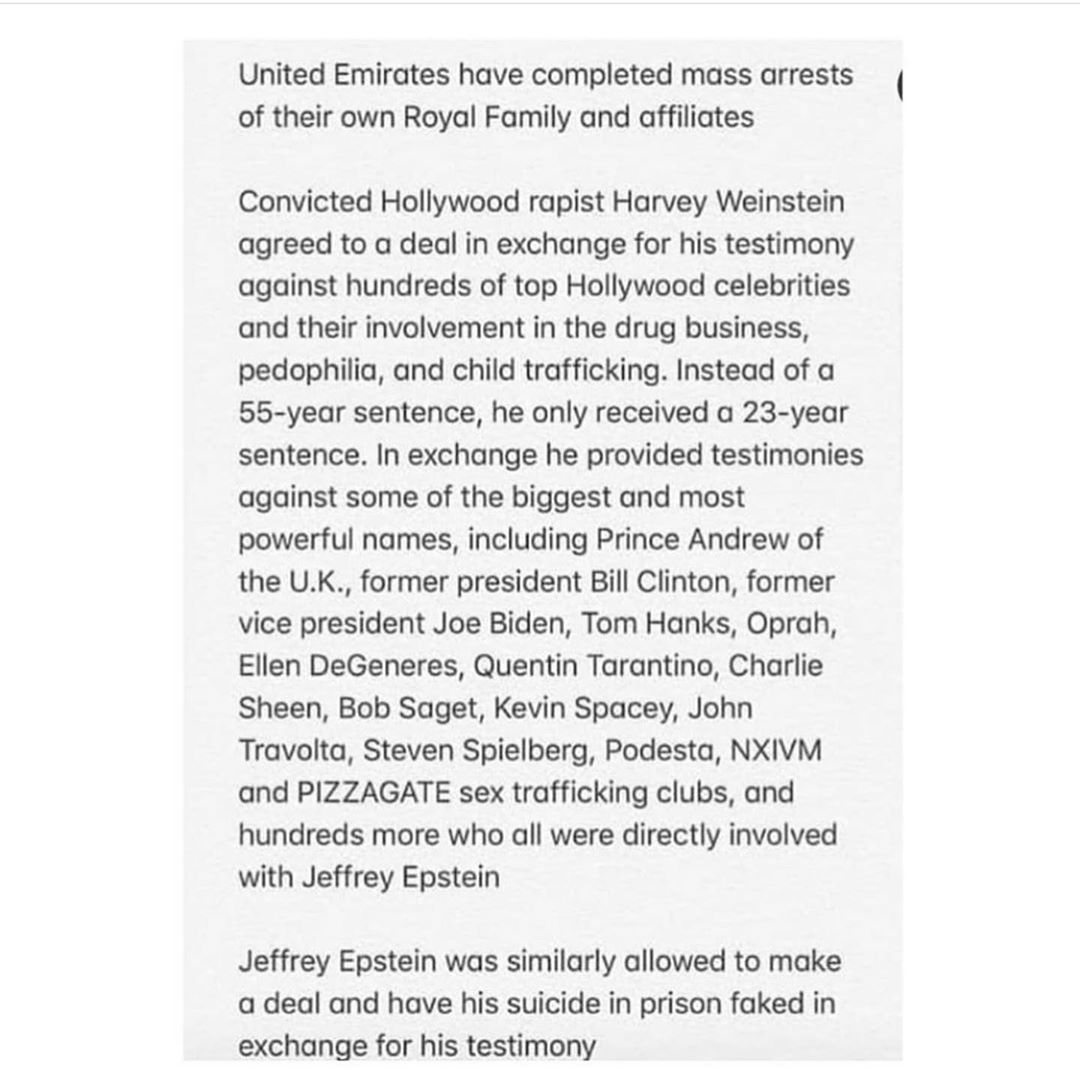 United Emirates have completed mass arrests
of their own Royal Family and affiliates
Convicted Hollywood rapist Harvey Weinstein
agreed to a deal in exchange for his testimony
against hundreds of top Hollywood celebrities
and their involvement in the drug business,
pedophilia, and child trafficking. Instead of a
55-year sentence, he only received a 23-year
sentence. In exchange he provided testimonies
against some of the biggest and most
powerful names, including Prince Andrew of
the U.K., former president Bill Clinton, former
vice president Joe Biden, Tom Hanks, Oprah,
Ellen DeGeneres, Quentin Tarantino, Charlie
Sheen, Bob Saget, Kevin Spacey, John
Travolta, Steven Spielberg, Podesta, NXIVM
and PIZZAGATE sex trafficking clubs, and
hundreds more who all were directly involved
with Jeffrey Epstein
Jeffrey Epstein was similarly allowed to make
a deal and have his suicide in prison faked in
exchange for his testimony